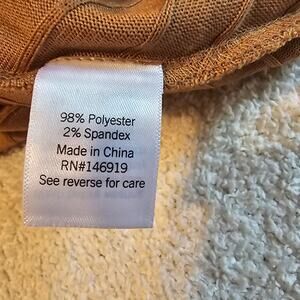 98% Polyester
2% Spandex
Made in China
RN#146919
See reverse for care